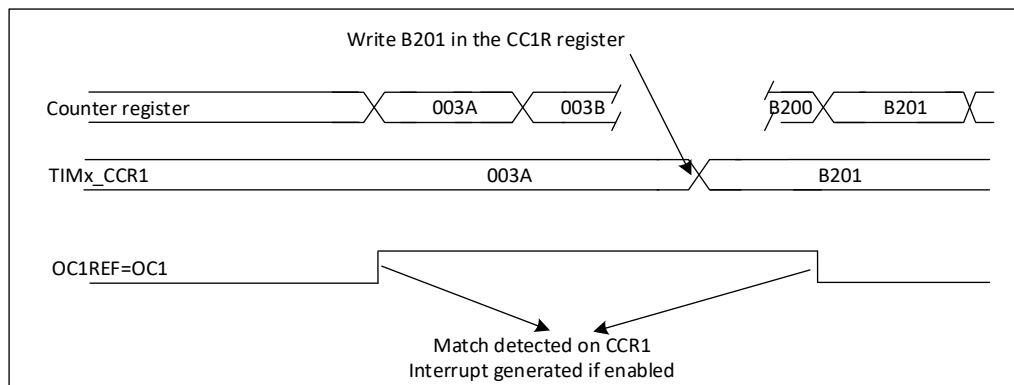 Write B201 in the CC1R register
Counter register 003A 003B B200 B201
TIMx_CCR1 003A B201
OC1REF=OC1
Match detected on CCR1
Interrupt generated if enabled